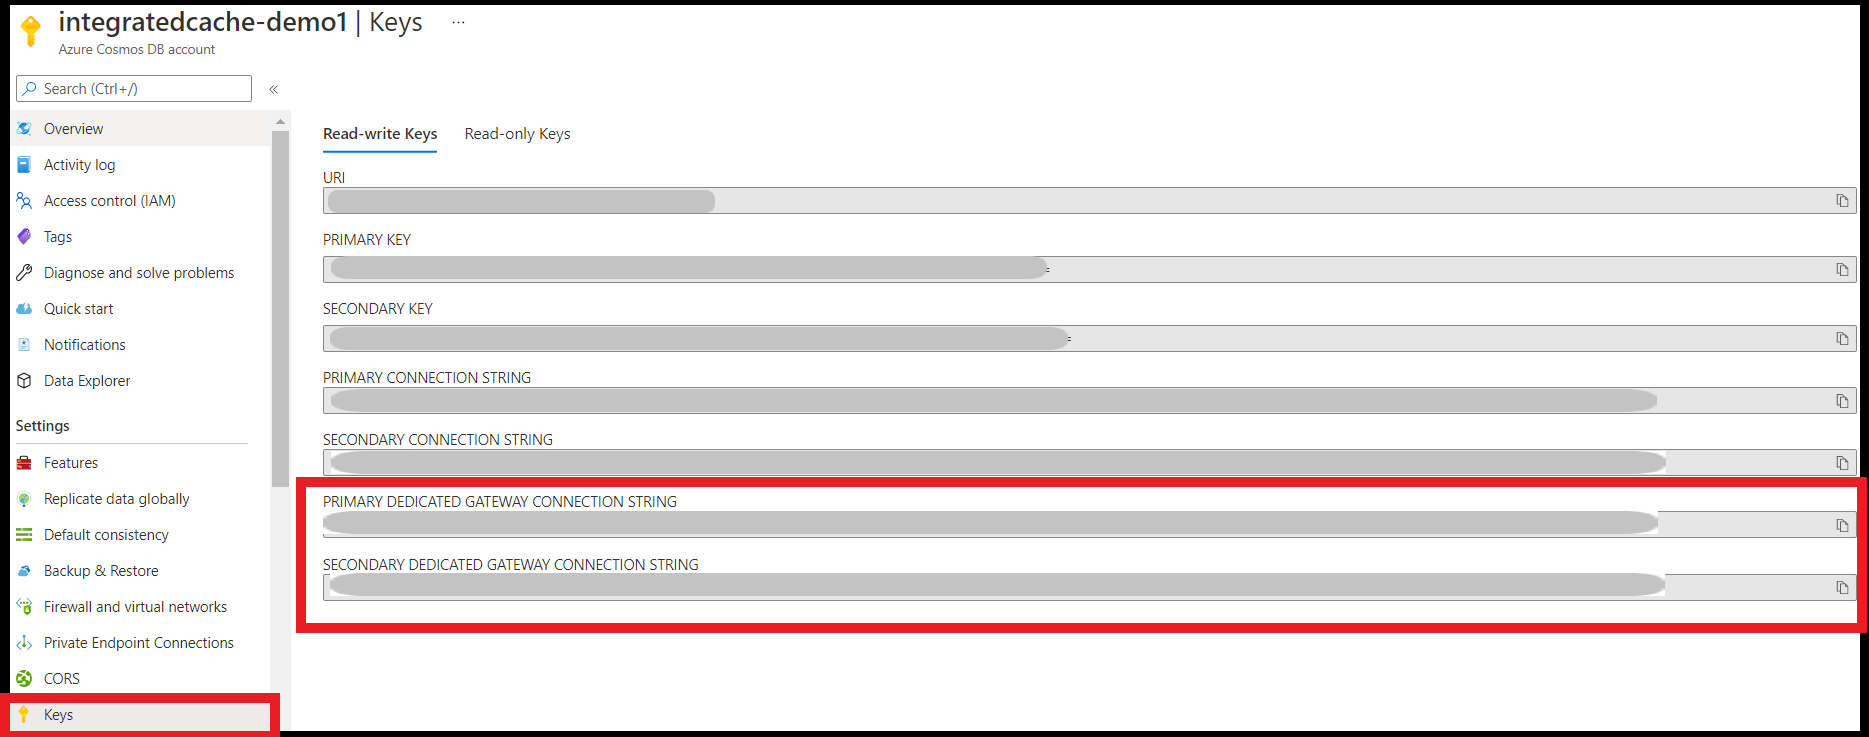 integratedcache-demo1 | Keys ...
Azure Cosmos DB account
Search (Ctrl+/) «
Overview
Activity log
Access control (IAM)
Tags
Diagnose and solve problems
Quick start
Notifications
Data Explorer
Settings
Features
Replicate data globally
Default consistency
Backup & Restore
Firewall and virtual networks
Private Endpoint Connections
CORS
Keys
Read-write Keys Read-only Keys
URI
PRIMARY KEY
=
SECONDARY KEY
=
PRIMARY CONNECTION STRING
SECONDARY CONNECTION STRING
PRIMARY DEDICATED GATEWAY CONNECTION STRING
SECONDARY DEDICATED GATEWAY CONNECTION STRING